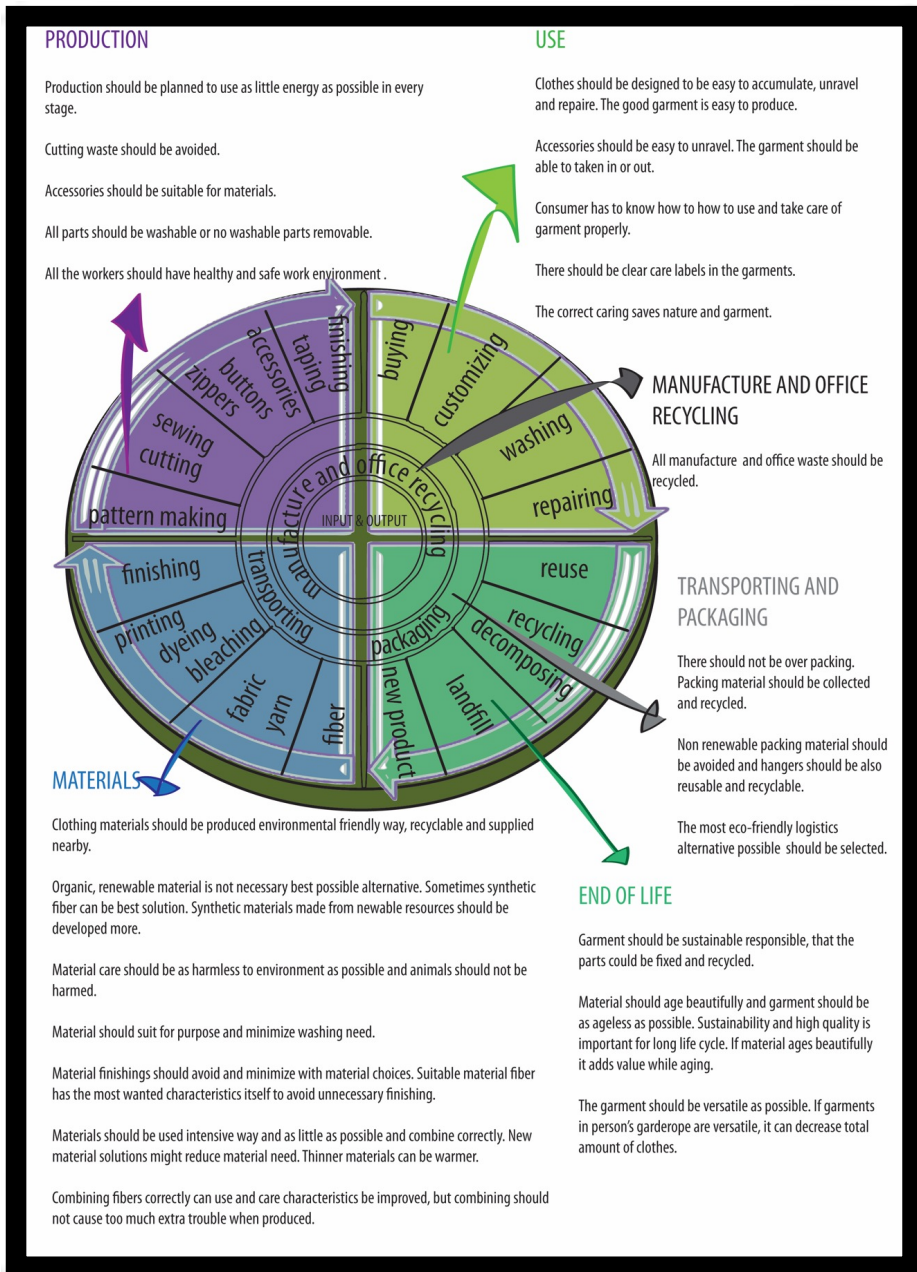 PRODUCTION
Production should be planned to use as little energy as possible in every
stage.
Cutting waste should be avoided.
Accessories should be suitable for materials.
All parts should be washable or no washable parts removable.
All the workers should have healthy and safe work environment .
USE
Clothes should be designed to be easy to accumulate, unravel
and repaire. The good garment is easy to produce.
Accessories should be easy to unravel. The garment should be
able to taken in or out.
Consumer has to know how to how to use and take care of
garment properly.
There should be clear care labels in the garments.
The correct caring saves nature and garment.
pattern making
cutting
sewing
zippers
buttons
accessories
taping
finishing
buying
customizing
washing
repairing
manufacture and office recycling
INPUT & OUTPUT
transporting
packaging
finishing
printing
dyeing
bleaching
fabric
yarn
fiber
reuse
recycling
decomposing
landfill
new product
MANUFACTURE AND OFFICE
RECYCLING
All manufacture and office waste should be
recycled.
TRANSPORTING AND
PACKAGING
There should not be over packing.
Packing material should be collected
and recycled.
Non renewable packing material should
be avoided and hangers should be also
reusable and recyclable.
The most eco-friendly logistics
alternative possible should be selected.
MATERIALS
Clothing materials should be produced environmental friendly way, recyclable and supplied
nearby.
Organic, renewable material is not necessary best possible alternative. Sometimes synthetic
fiber can be best solution. Synthetic materials made from newable resources should be
developed more.
Material care should be as harmless to environment as possible and animals should not be
harmed.
Material should suit for purpose and minimize washing need.
Material finishings should avoid and minimize with material choices. Suitable material fiber
has the most wanted characteristics itself to avoid unnecessary finishing.
Materials should be used intensive way and as little as possible and combine correctly. New
material solutions might reduce material need. Thinner materials can be warmer.
Combining fibers correctly can use and care characteristics be improved, but combining should
not cause too much extra trouble when produced.
END OF LIFE
Garment should be sustainable responsible, that the
parts could be fixed and recycled.
Material should age beautifully and garment should be
as ageless as possible. Sustainability and high quality is
important for long life cycle. If material ages beautifully
it adds value while aging.
The garment should be versatile as possible. If garments
in person's garderope are versatile, it can decrease total
amount of clothes.